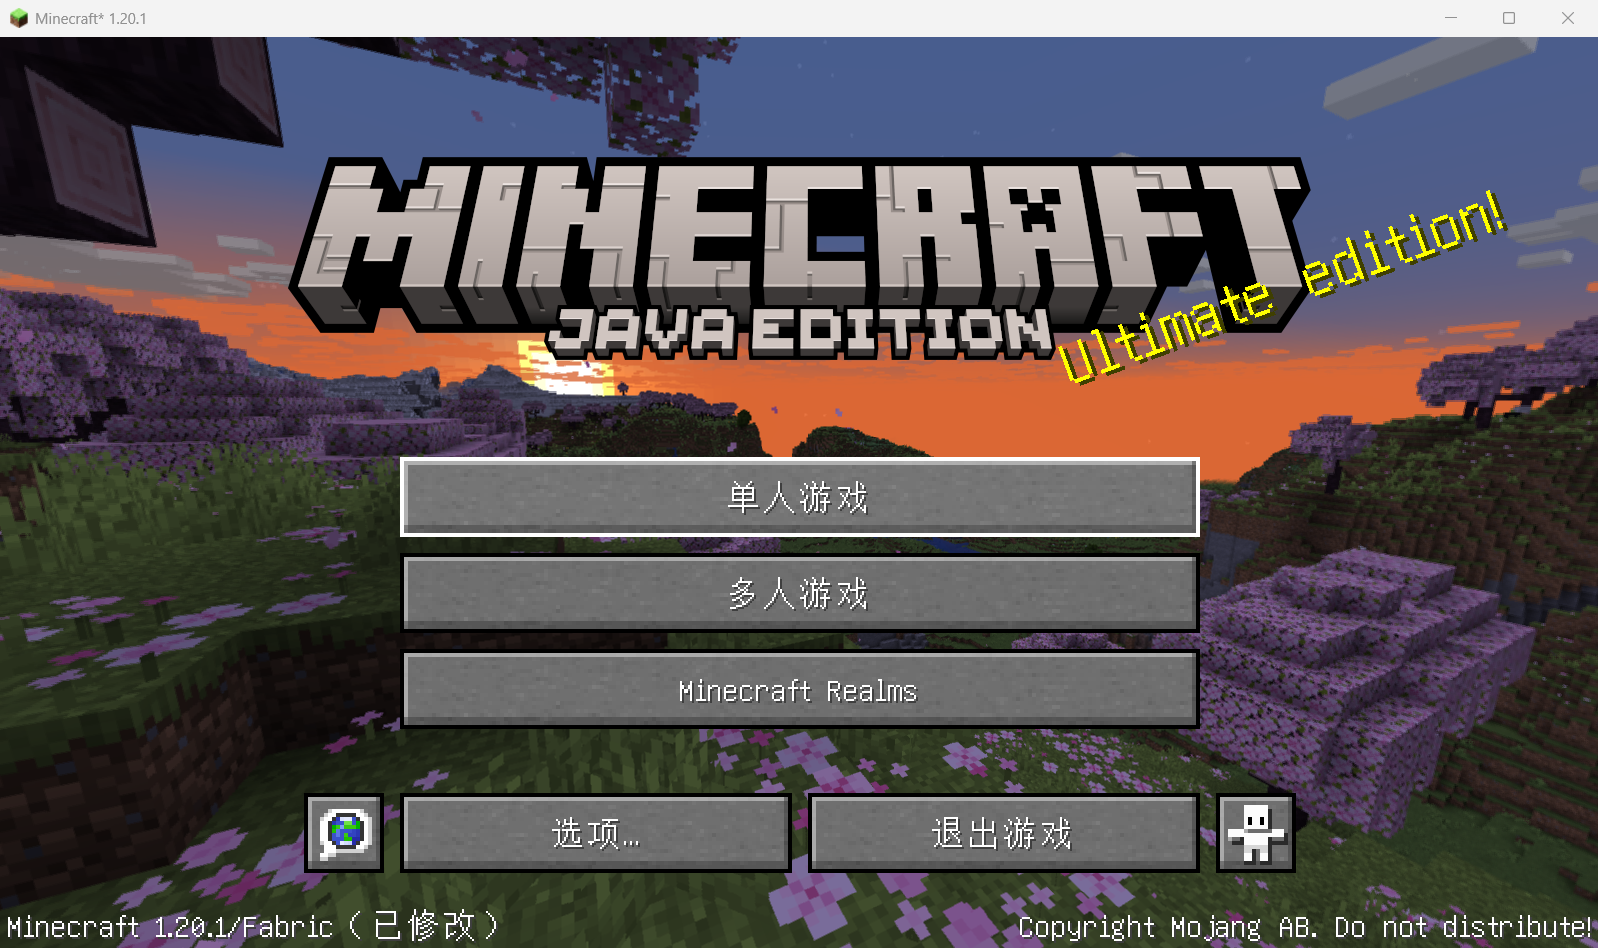 Minecraft* 1.20.1
MINECRAFT
JAVA EDITION
Ultimate edition!
单人游戏
多人游戏
Minecraft Realms
选项...
退出游戏
Minecraft 1.20.1/Fabric（已修改）
Copyright Mojang AB. Do not distribute!